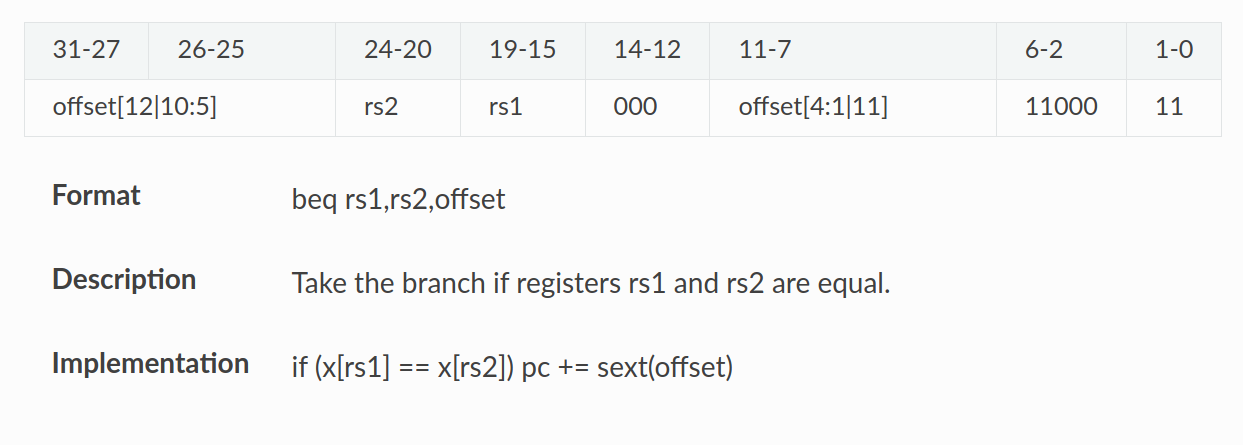 31-27 26-25 24-20 19-15 14-12 11-7 6-2 1-0
offset[12|10:5] rs2 rs1 000 offset[4:1|11] 11000 11
Format beq rs1,rs2,offset
Description Take the branch if registers rs1 and rs2 are equal.
Implementation if (x[rs1] == x[rs2]) pc += sext(offset)